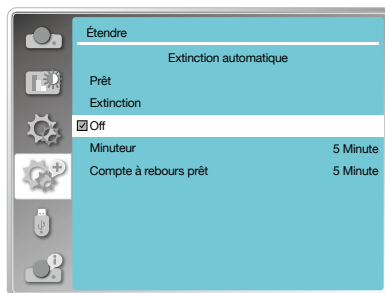 Étendre
Extinction automatique
Prêt
Extinction
Off
Minuteur 5 Minute
Compte à rebours prêt 5 Minute